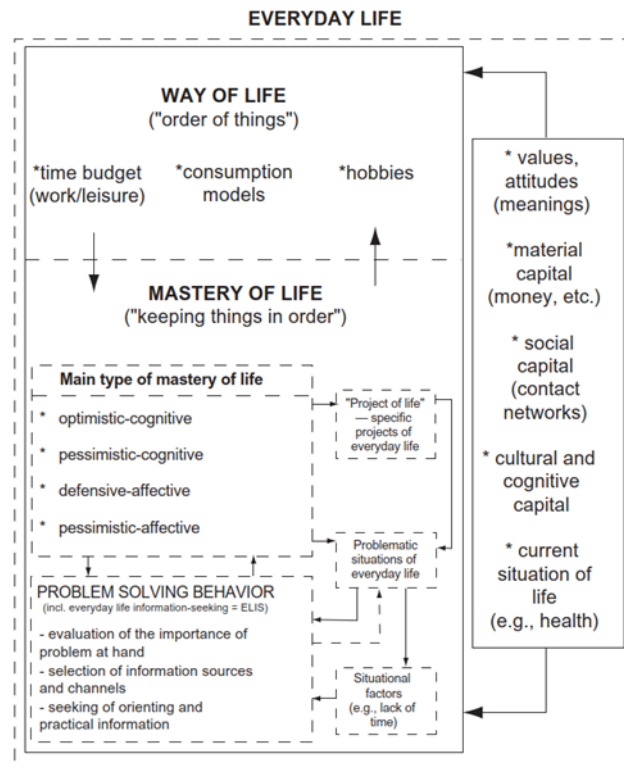 EVERYDAY LIFE
WAY OF LIFE
("order of things")
*time budget
(work/leisure)
*consumption
models
*hobbies
MASTERY OF LIFE
("keeping things in order")
Main type of mastery of life
* optimistic-cognitive
* pessimistic-cognitive
* defensive-affective
* pessimistic-affective
"Project of life"
— specific
projects of
everyday life
Problematic
situations of
everyday life
PROBLEM SOLVING BEHAVIOR
(incl. everyday life information-seeking = ELIS)
- evaluation of the importance of
problem at hand
- selection of information sources
and channels
- seeking of orienting and
practical information
Situational
factors
(e.g., lack of
time)
* values,
attitudes
(meanings)
*material
capital
(money, etc.)
* social
capital
(contact
networks)
* cultural and
cognitive
capital
* current
situation of
life
(e.g., health)